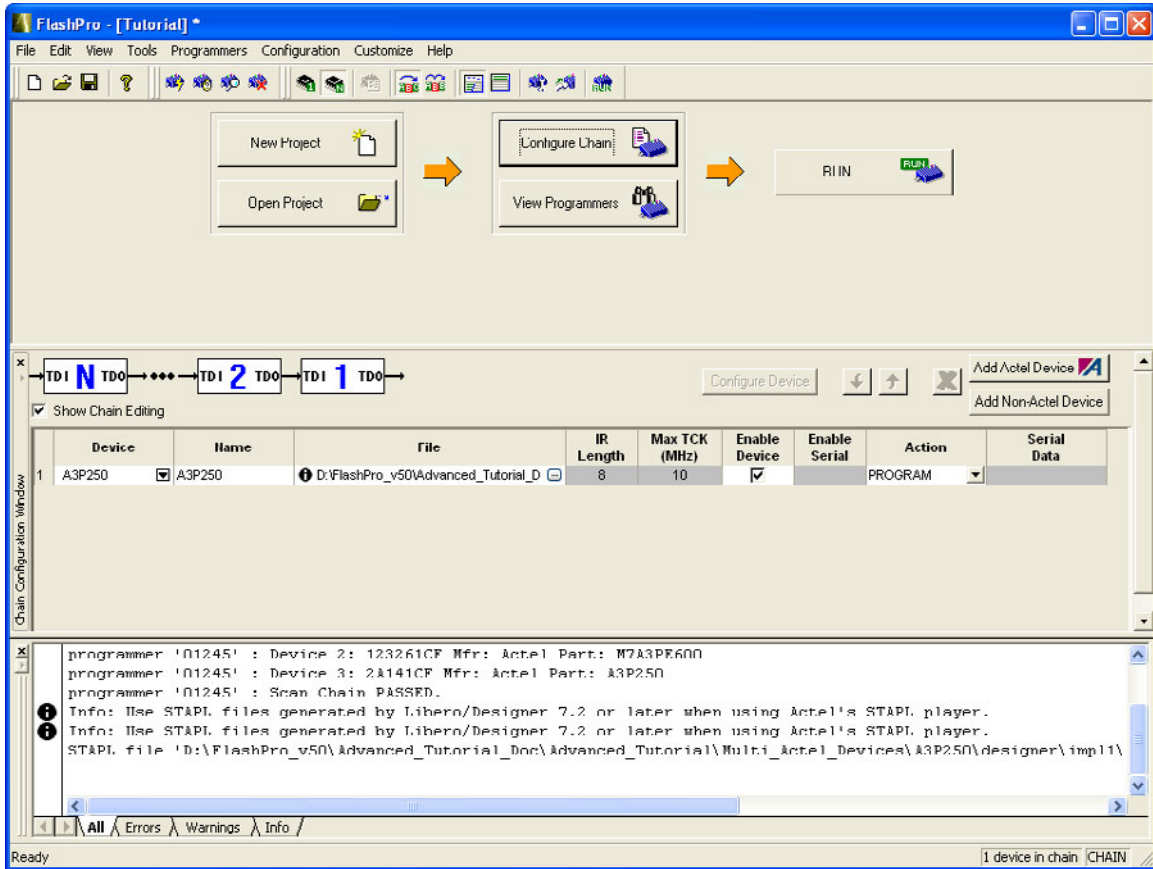 FlashPro - [Tutorial] *
File Edit View Tools Programmers Configuration Customize Help
New Project
Configure Chain
RUN
RUN
Open Project
View Programmers
TDI N TDO ••• TDI 2 TDO TDI 1 TDO
Configure Device
Add Actel Device
Show Chain Editing
Add Non-Actel Device
Device Name File IR Length Max TCK (MHz) Enable Device Enable Serial Action Serial Data
1 A3P250 A3P250 D:\FlashPro_v50\Advanced_Tutorial_D 8 10 PROGRAM
Chain Configuration Window
programmer '01245' : Device 2: 123261CF Mfr: Actel Part: M7A3PE600
programmer '01245' : Device 3: 2A141CF Mfr: Actel Part: A3P250
programmer '01245' : Scan Chain PASSED.
Info: Use STAPL files generated by Libero/Designer 7.2 or later when using Actel's STAPL player.
Info: Use STAPL files generated by Libero/Designer 7.2 or later when using Actel's STAPL player.
STAPL file 'D:\FlashPro_v50\Advanced_Tutorial_Doc\Advanced_Tutorial\Multi_Actel_Devices\A3P250\designer\impl1\
All Errors Warnings Info
Ready 1 device in chain CHAIN